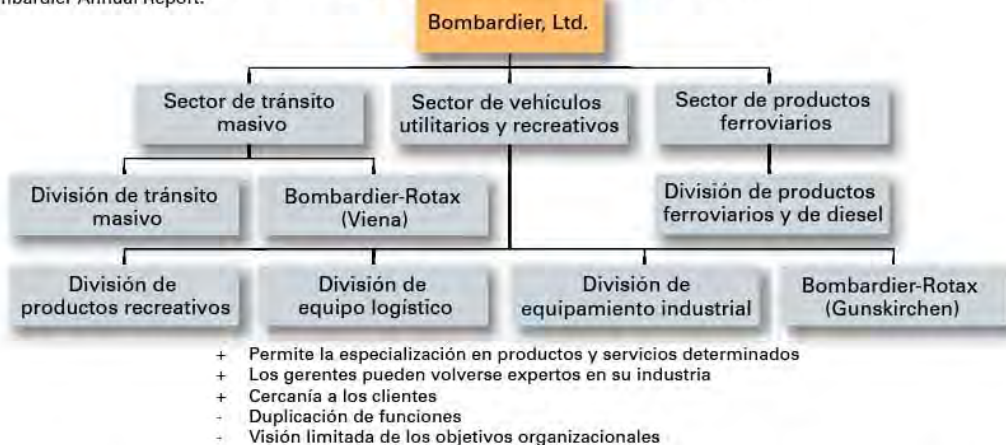 Bombardier Annual Report.
Bombardier, Ltd.
Sector de tránsito
masivo
Sector de vehículos
utilitarios y recreativos
Sector de productos
ferroviarios
División de tránsito
masivo
Bombardier-Rotax
(Viena)
División de productos
ferroviarios y de diesel
División de
productos recreativos
División de
equipo logístico
División de
equipamiento industrial
Bombardier-Rotax
(Gunskirchen)
+ Permite la especialización en productos y servicios determinados
+ Los gerentes pueden volverse expertos en su industria
+ Cercanía a los clientes
- Duplicación de funciones
- Visión limitada de los objetivos organizacionales